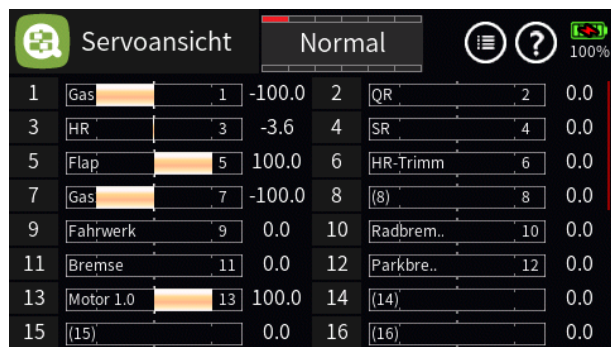 Servoansicht Normal 100%
1 Gas 1 -100.0 2 QR 2 0.0
3 HR 3 -3.6 4 SR 4 0.0
5 Flap 5 100.0 6 HR-Trimm 6 0.0
7 Gas 7 -100.0 8 (8) 8 0.0
9 Fahrwerk 9 0.0 10 Radbrem.. 10 0.0
11 Bremse 11 0.0 12 Parkbre.. 12 0.0
13 Motor 1.0 13 100.0 14 (14) 0.0
15 (15) 0.0 16 (16) 0.0